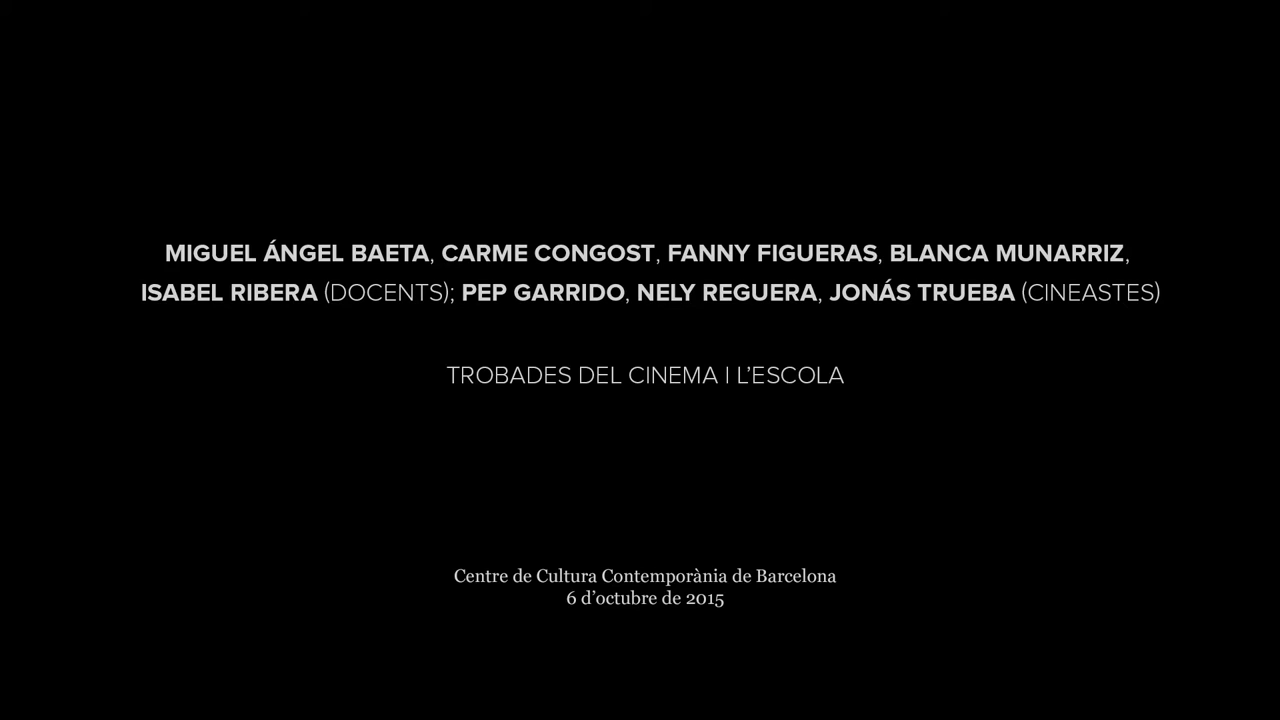 MIGUEL ÁNGEL BAETA, CARME CONGOST, FANNY FIGUERAS, BLANCA MUNARRIZ,
ISABEL RIBERA (DOCENTS); PEP GARRIDO, NELY REGUERA, JONÁS TRUEBA (CINEASTES)
TROBADES DEL CINEMA I L’ESCOLA
Centre de Cultura Contemporània de Barcelona
6 d’octubre de 2015